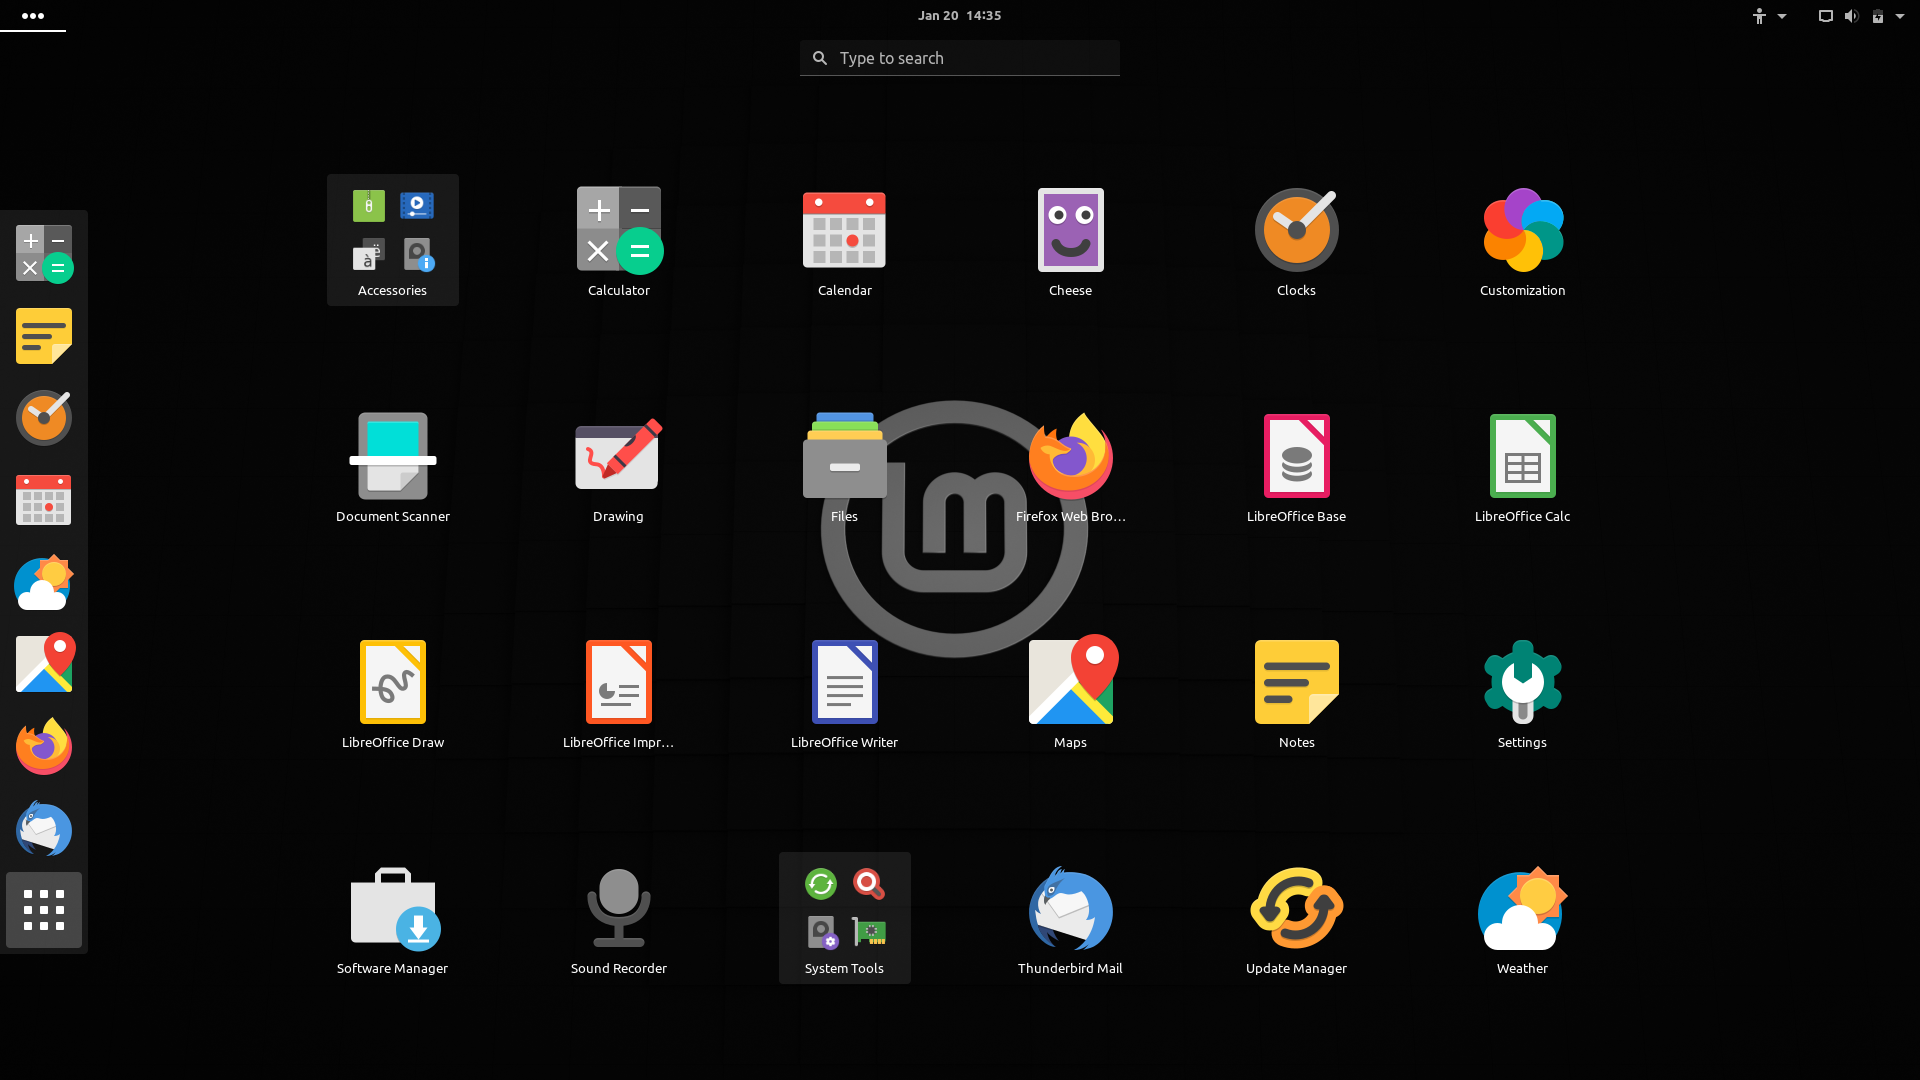 Jan 20 14:35
Type to search
Accessories
Calculator
Calendar
Cheese
Clocks
Customization
Document Scanner
Drawing
Files
Firefox Web Bro…
LibreOffice Base
LibreOffice Calc
LibreOffice Draw
LibreOffice Impr…
LibreOffice Writer
Maps
Notes
Settings
Software Manager
Sound Recorder
System Tools
Thunderbird Mail
Update Manager
Weather